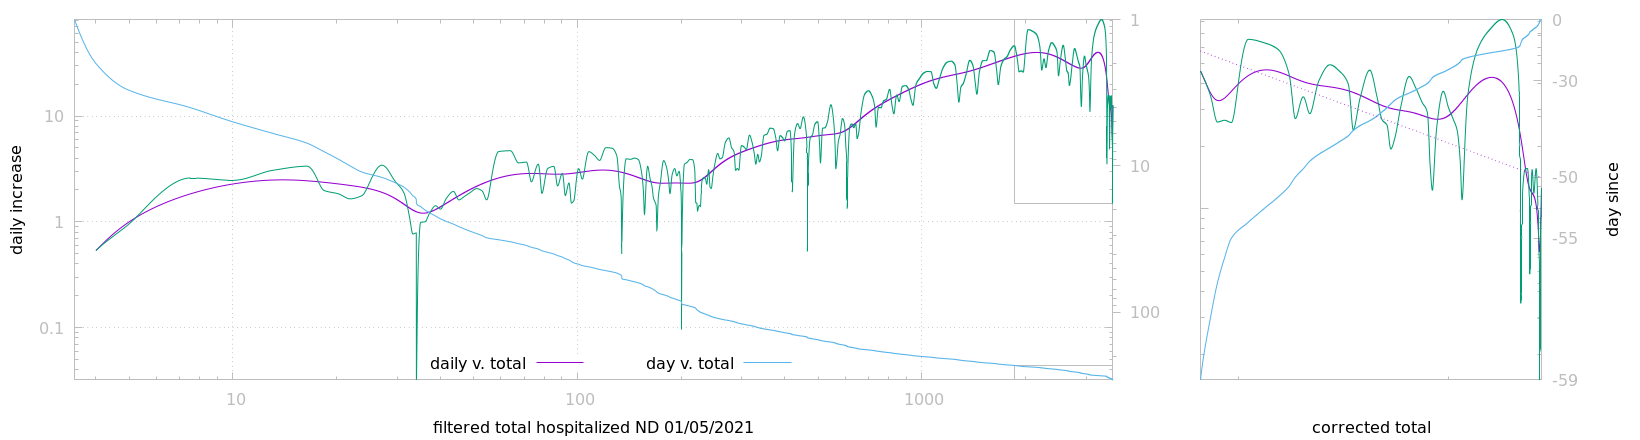 daily increase
10
1
0.1
10
100
1000
1
10
100
daily v. total
day v. total
filtered total hospitalized ND 01/05/2021
0
-30
-50
-55
-59
day since
corrected total